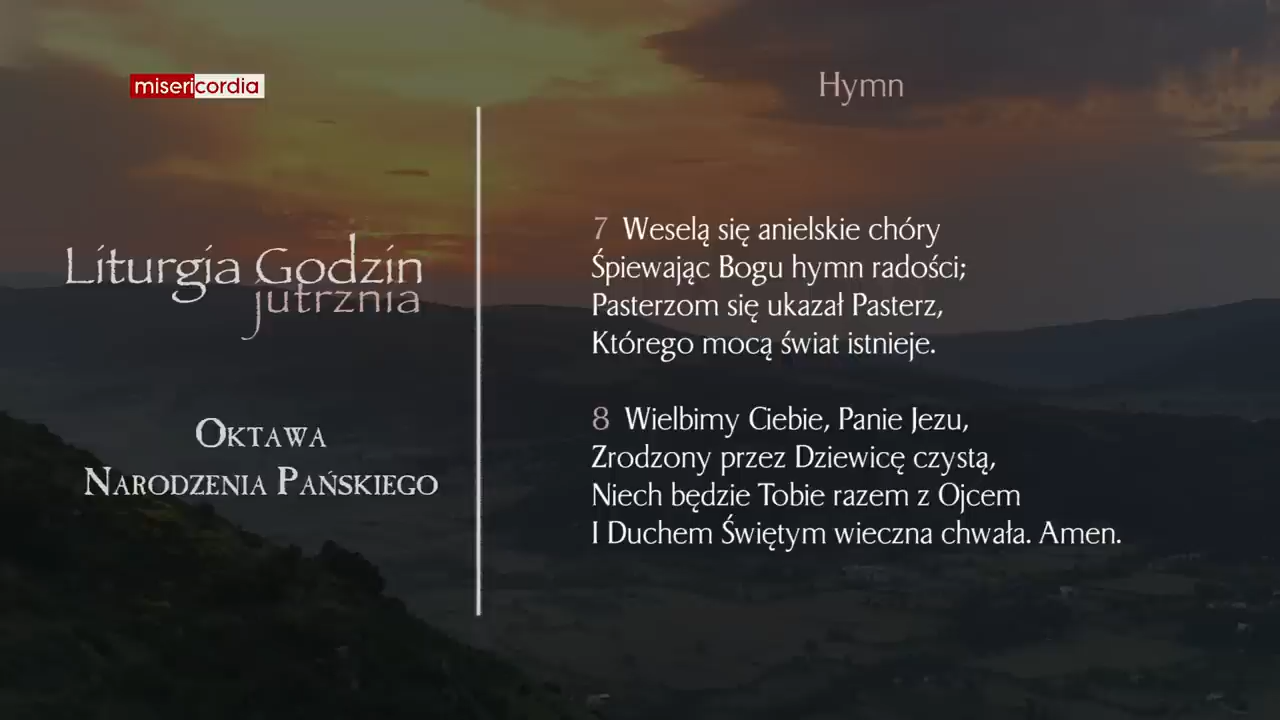 misericordia
Hymn
Liturgia Godzin
jutrznia
Oktawa
Narodzenia Pańskiego
7 Weselą się anielskie chóry
Śpiewając Bogu hymn radości;
Pasterzom się ukazał Pasterz,
Którego mocą świat istnieje.
8 Wielbimy Ciebie, Panie Jezu,
Zrodzony przez Dziewicę czystą,
Niech będzie Tobie razem z Ojcem
I Duchem Świętym wieczna chwała. Amen.